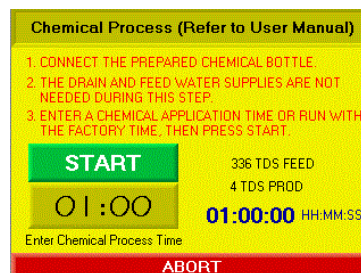 Chemical Process (Refer to User Manual)
1. CONNECT THE PREPARED CHEMICAL BOTTLE.
2. THE DRAIN AND FEED WATER SUPPLIES ARE NOT
NEEDED DURING THIS STEP.
3. ENTER A CHEMICAL APPLICATION TIME OR RUN WITH
THE FACTORY TIME, THEN PRESS START.
START
336 TDS FEED
4 TDS PROD
01:00
01:00:00 HH:MM:SS
Enter Chemical Process Time
ABORT